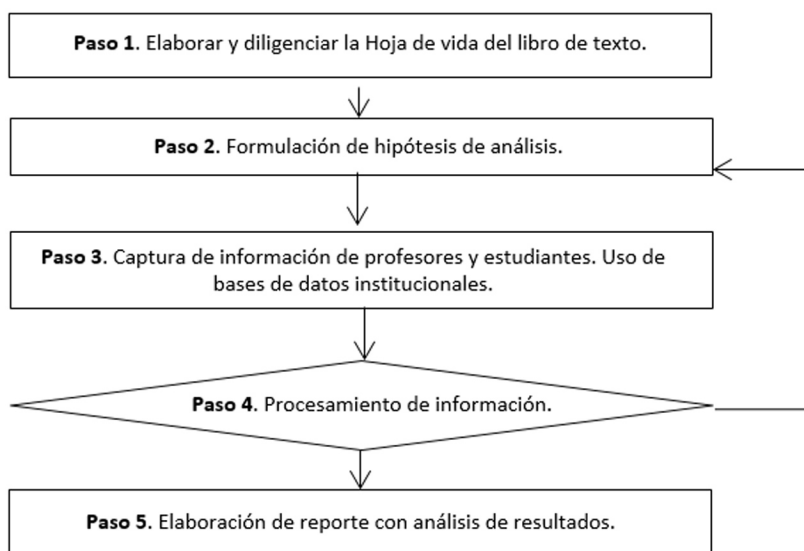 Paso 1. Elaborar y diligenciar la Hoja de vida del libro de texto.
Paso 2. Formulación de hipótesis de análisis.
Paso 3. Captura de información de profesores y estudiantes. Uso de
bases de datos institucionales.
Paso 4. Procesamiento de información.
Paso 5. Elaboración de reporte con análisis de resultados.